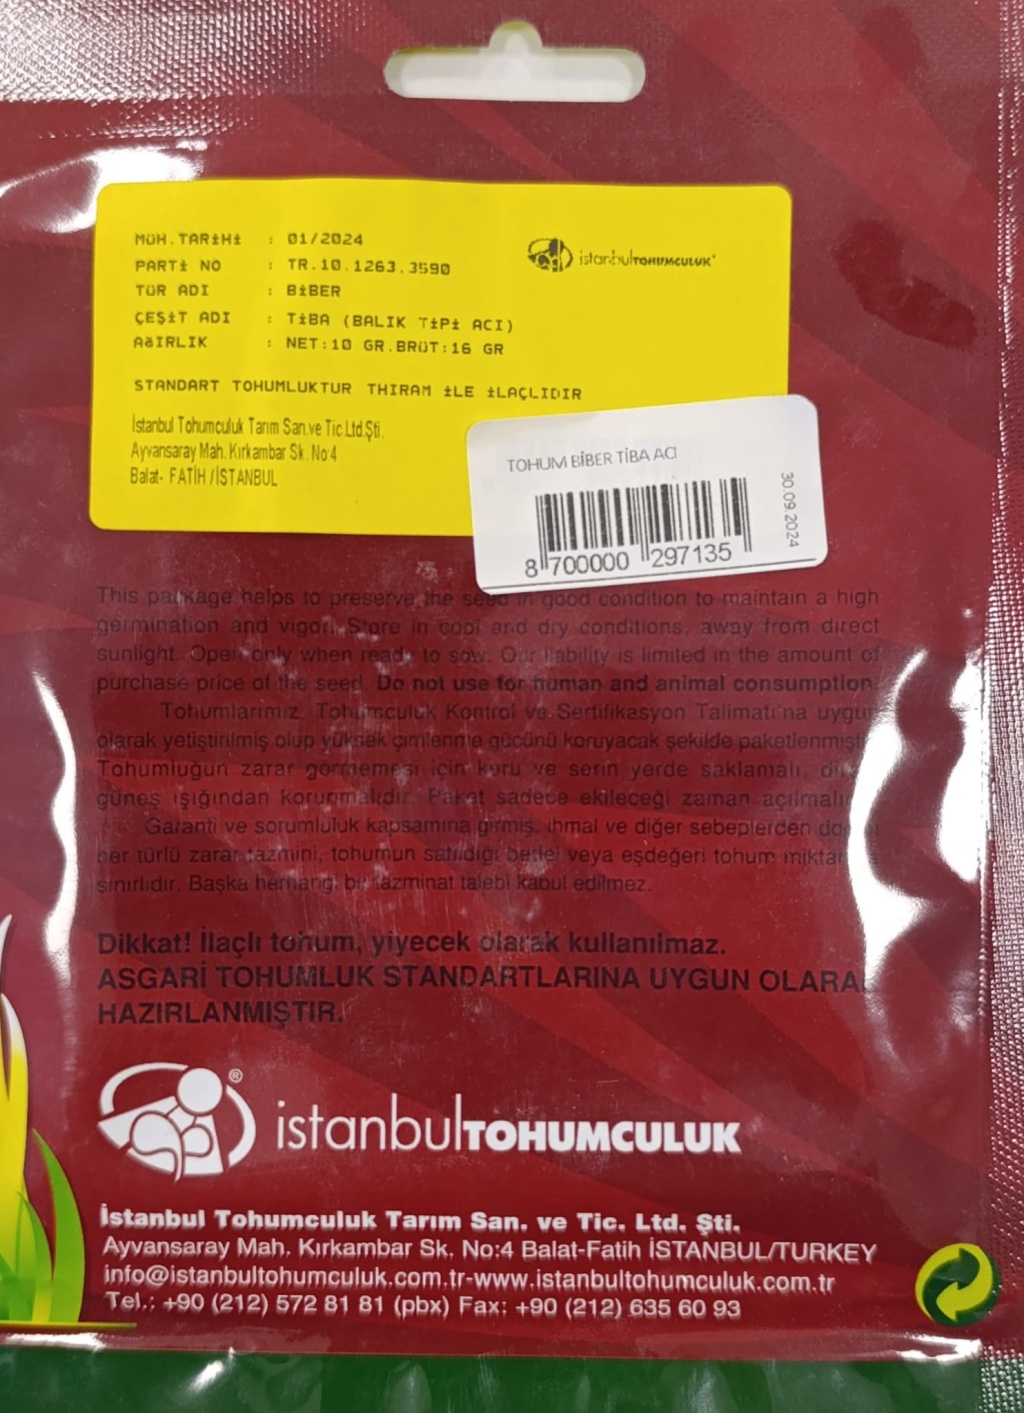 MÜH.TARİHİ : 01/2024
PARTİ NO : TR.10.1263.3590
TÜR ADI : BİBER
ÇEŞİT ADI : TİBA (BALIK TİPİ ACI)
AĞIRLIK : NET:10 GR.BRÜT:16 GR
istanbulTOHUMCULUK
STANDART TOHUMLUKTUR THIRAM İLE İLAÇLIDIR
İstanbul Tohumculuk Tarım San.ve Tic.Ltd.Şti.
Ayvansaray Mah. Kırkambar Sk. No:4
Balat- FATİH /İSTANBUL
TOHUM BİBER TİBA ACI
30.09.2024
8 700000 297135
This package helps to preserve the seed in good condition to maintain a high
germination and vigor. Store in cool and dry conditions, away from direct
sunlight. Open only when ready to sow. Our liability is limited in the amount of
purchase price of the seed. Do not use for human and animal consumption.
Tohumlarımız, Tohumculuk Kontrol ve Sertifikasyon Talimatı'na uygun
olarak yetiştirilmiş olup yüksek çimlenme gücünü koruyacak şekilde paketlenmişt
Tohumluğun zarar görmemesi için kuru ve serin yerde saklamalı,
güneş ışığından korunmalıdır. Paket sadece ekileceği zaman
Garanti ve sorumluluk kapsamına girmiş, ihmal ve diğer sebeplerden
her türlü zarar tazmini, tohumun satıldığı bedel veya eşdeğeri tohum
sınırlıdır. Başka herhangi bir tazminat talebi kabul edilmez.
Dikkat! İlaçlı tohum, yiyecek olarak kullanılmaz.
ASGARİ TOHUMLUK STANDARTLARINA UYGUN OLARA
HAZIRLANMIŞTIR.
istanbulTOHUMCULUK
İstanbul Tohumculuk Tarım San. ve Tic. Ltd. Şti.
Ayvansaray Mah. Kırkambar Sk. No:4 Balat-Fatih İSTANBUL/TURKEY
info@istanbultohumculuk.com.tr-www.istanbultohumculuk.com.tr
Tel.: +90 (212) 572 81 81 (pbx) Fax: +90 (212) 635 60 93